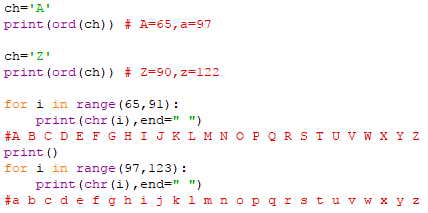 ch='A'
print(ord(ch)) # A=65,a=97
ch='Z'
print(ord(ch)) # Z=90,z=122
for i in range(65,91):
    print(chr(i),end=" ")
#A B C D E F G H I J K L M N O P Q R S T U V W X Y Z
print()
for i in range(97,123):
    print(chr(i),end=" ")
#a b c d e f g h i j k l m n o p q r s t u v w x y z